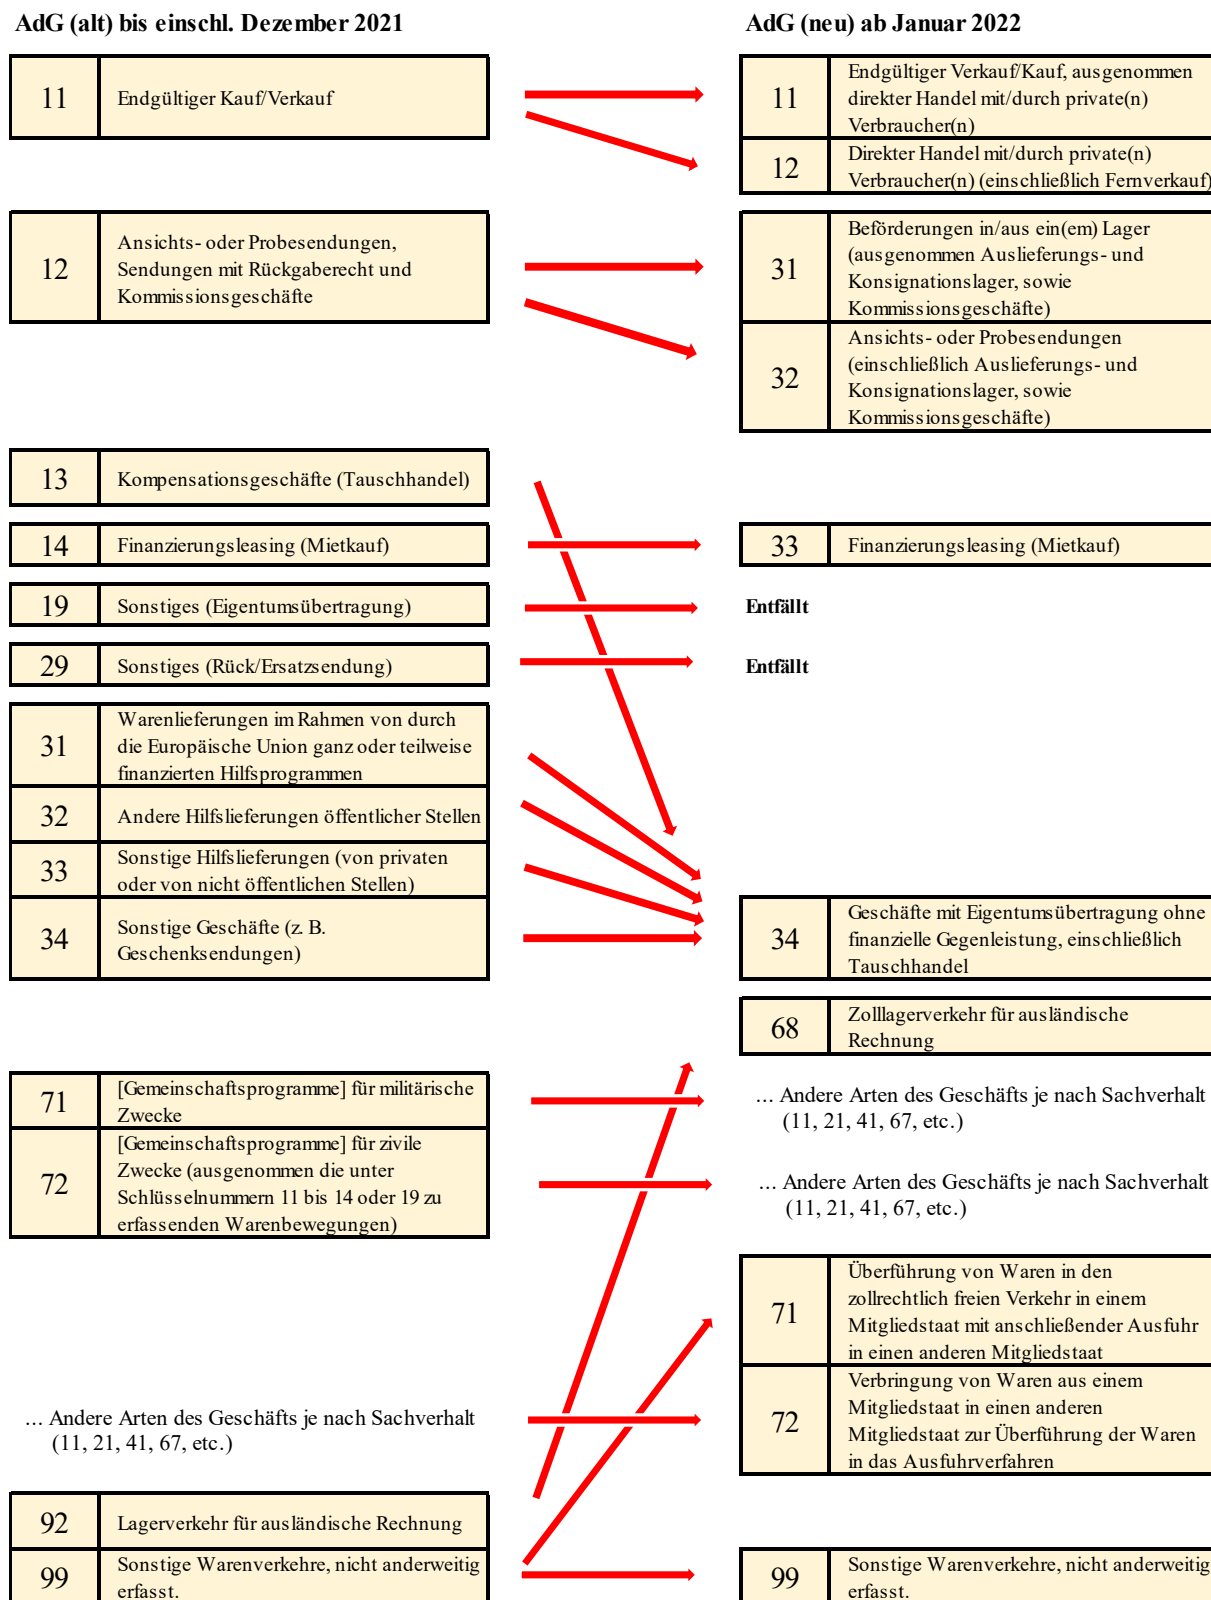 AdG (alt) bis einschl. Dezember 2021
11
Endgültiger Kauf/Verkauf
12
Ansichts- oder Probesendungen,
Sendungen mit Rückgaberecht und
Kommissionsgeschäfte
13
Kompensationsgeschäfte (Tauschhandel)
14
Finanzierungsleasing (Mietkauf)
19
Sonstiges (Eigentumsübertragung)
29
Sonstiges (Rück/Ersatzsendung)
31
Warenlieferungen im Rahmen von durch
die Europäische Union ganz oder teilweise
finanzierten Hilfsprogrammen
32
Andere Hilfslieferungen öffentlicher Stellen
33
Sonstige Hilfslieferungen (von privaten
oder von nicht öffentlichen Stellen)
34
Sonstige Geschäfte (z. B.
Geschenksendungen)
71
[Gemeinschaftsprogramme] für militärische
Zwecke
72
[Gemeinschaftsprogramme] für zivile
Zwecke (ausgenommen die unter
Schlüsselnummern 11 bis 14 oder 19 zu
erfassenden Warenbewegungen)
... Andere Arten des Geschäfts je nach Sachverhalt
(11, 21, 41, 67, etc.)
92
Lagerverkehr für ausländische Rechnung
99
Sonstige Warenverkehre, nicht anderweitig
erfasst.
AdG (neu) ab Januar 2022
11
Endgültiger Verkauf/Kauf, ausgenommen
direkter Handel mit/durch private(n)
Verbraucher(n)
12
Direkter Handel mit/durch private(n)
Verbraucher(n) (einschließlich Fernverkauf)
31
Beförderungen in/aus ein(em) Lager
(ausgenommen Auslieferungs- und
Konsignationslager, sowie
Kommissionsgeschäfte)
32
Ansichts- oder Probesendungen
(einschließlich Auslieferungs- und
Konsignationslager, sowie
Kommissionsgeschäfte)
33
Finanzierungsleasing (Mietkauf)
Entfällt
Entfällt
34
Geschäfte mit Eigentumsübertragung ohne
finanzielle Gegenleistung, einschließlich
Tauschhandel
68
Zolllagerverkehr für ausländische
Rechnung
... Andere Arten des Geschäfts je nach Sachverhalt
(11, 21, 41, 67, etc.)
... Andere Arten des Geschäfts je nach Sachverhalt
(11, 21, 41, 67, etc.)
71
Überführung von Waren in den
zollrechtlich freien Verkehr in einem
Mitgliedstaat mit anschließender Ausfuhr
in einen anderen Mitgliedstaat
72
Verbringung von Waren aus einem
Mitgliedstaat in einen anderen
Mitgliedstaat zur Überführung der Waren
in das Ausfuhrverfahren
99
Sonstige Warenverkehre, nicht anderweitig
erfasst.